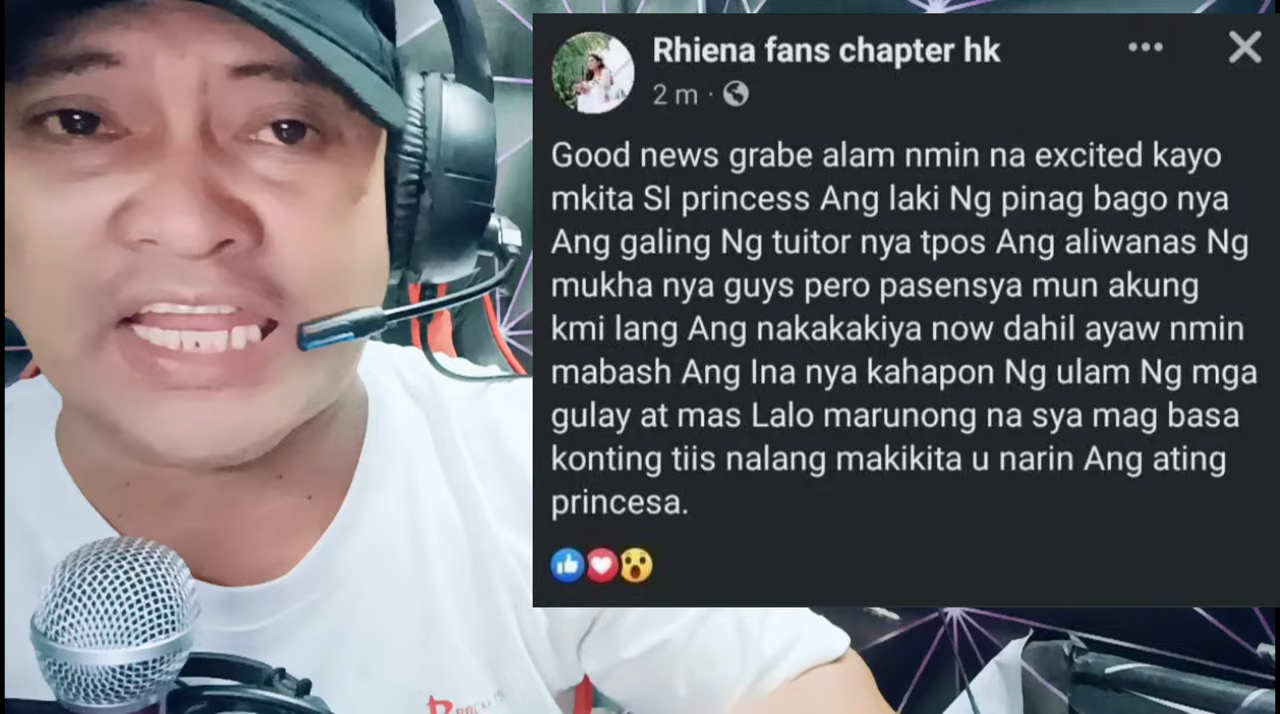 Rhiena fans chapter hk
2 m ·
Good news grabe alam nmin na excited kayo
mkita SI princess Ang laki Ng pinag bago nya
Ang galing Ng tuitor nya tpos Ang aliwanas Ng
mukha nya guys pero pasensya mun akung
kmi lang Ang nakakakiya now dahil ayaw nmin
mabash Ang Ina nya kahapon Ng ulam Ng mga
gulay at mas Lalo marunong na sya mag basa
konting tiis nalang makikita u narin Ang ating
princesa.